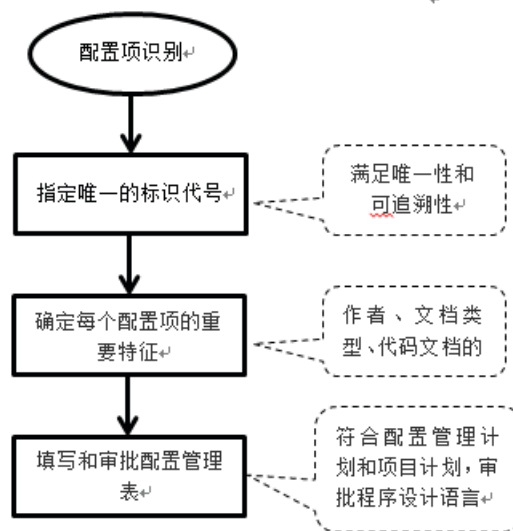 配置项识别
指定唯一的标识代号
满足唯一性和
可追溯性
确定每个配置项的重
要特征
作者、文档类
型、代码文档的
填写和审批配置管理
表
符合配置管理计
划和项目计划，审
批程序设计语言